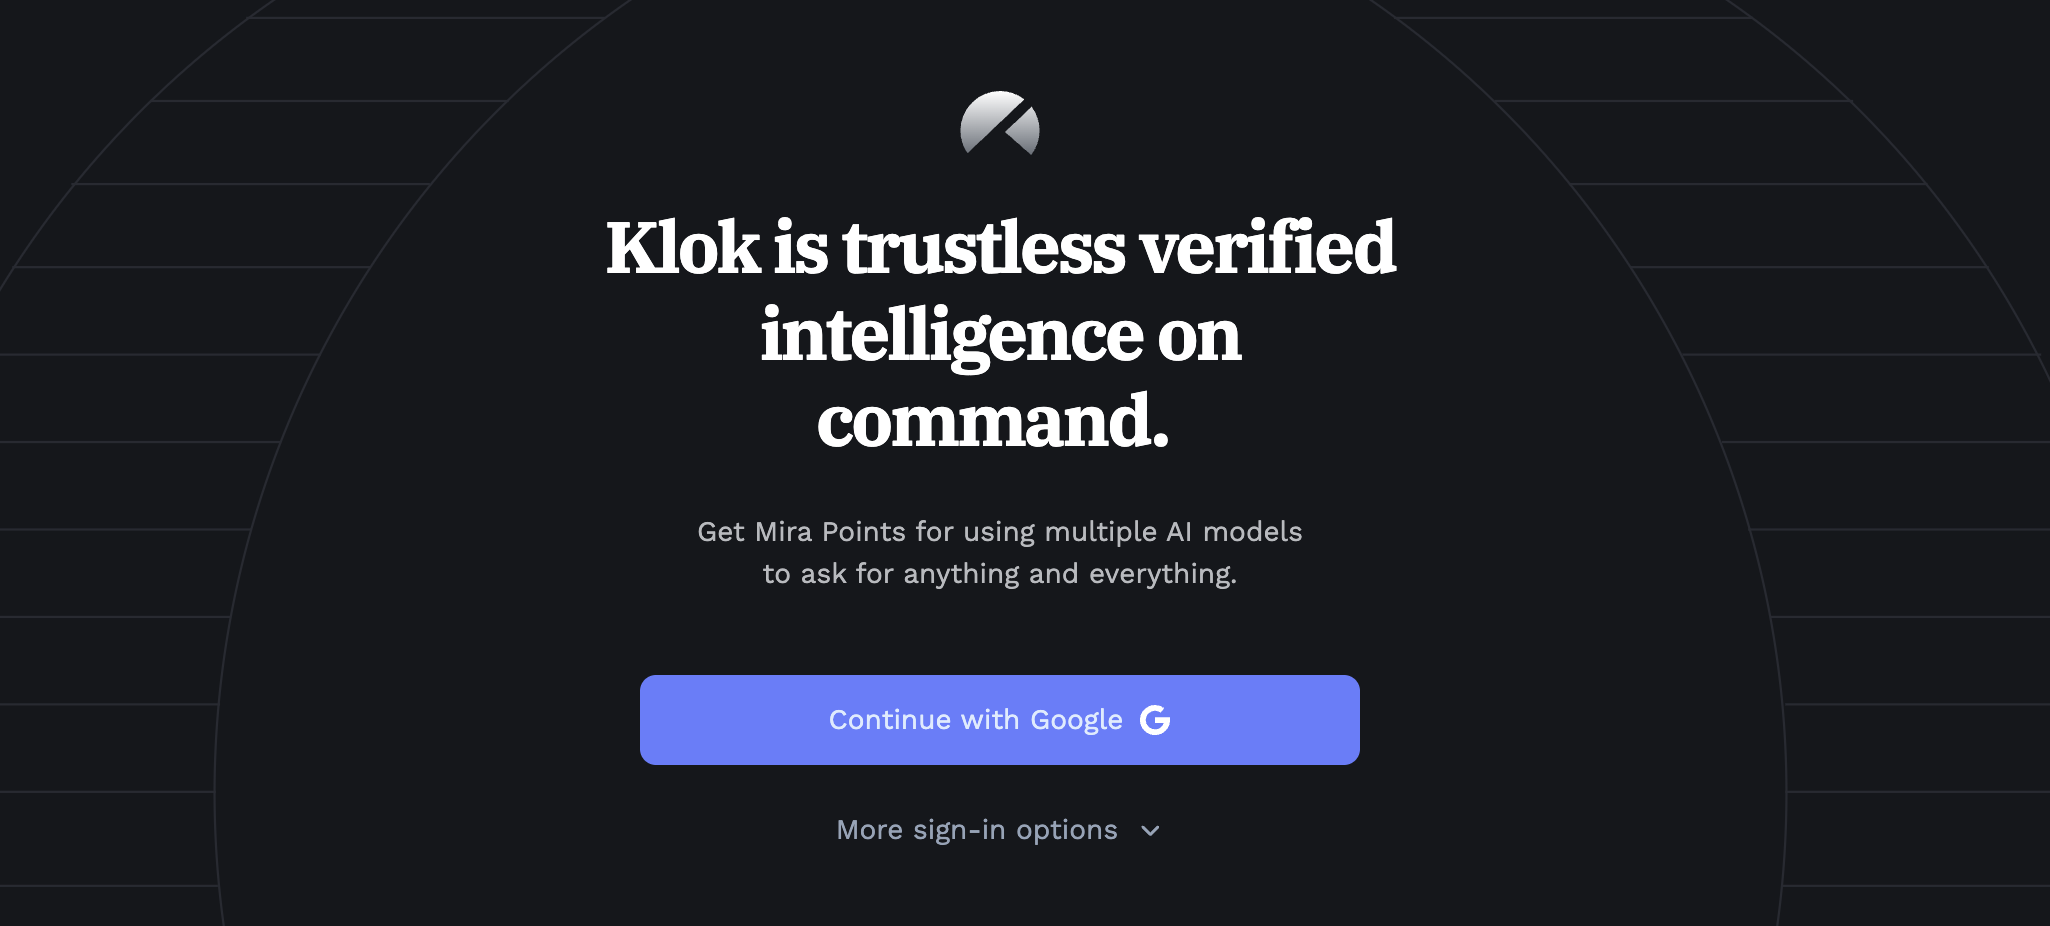 Klok is trustless verified
intelligence on
command.
Get Mira Points for using multiple AI models
to ask for anything and everything.
Continue with Google
More sign-in options